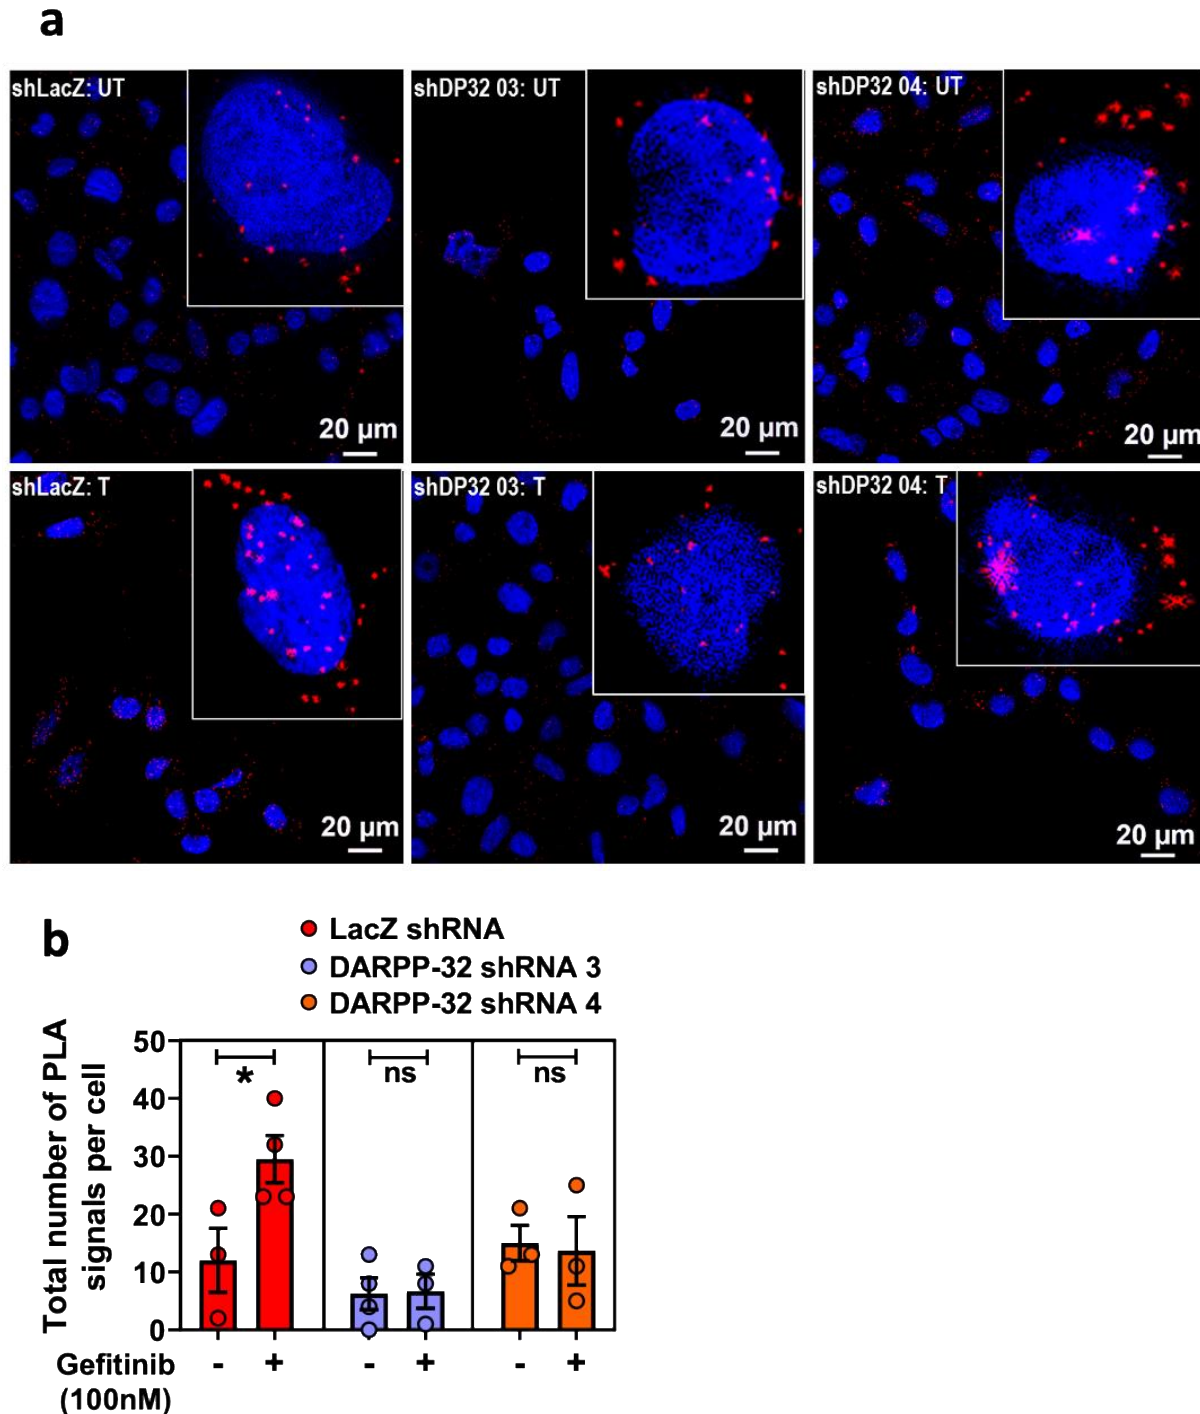 a
shLacZ: UT
shDP32 03: UT
shDP32 04: UT
20 µm
20 µm
20 µm
shLacZ: T
shDP32 03: T
shDP32 04: T
20 µm
20 µm
20 µm
b
LacZ shRNA
DARPP-32 shRNA 3
DARPP-32 shRNA 4
Total number of PLA
signals per cell
50
40
30
20
10
0
*
ns
ns
Gefitinib - + - + - +
(100nM)